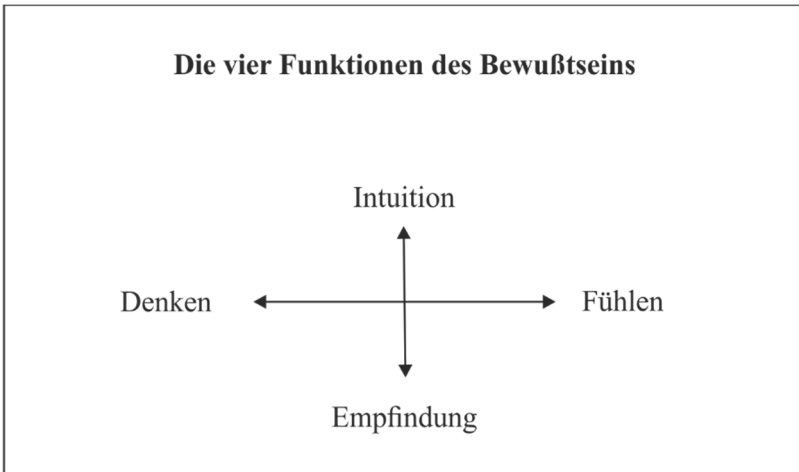 Die vier Funktionen des Bewußtseins
Intuition
Denken
Fühlen
Empfindung